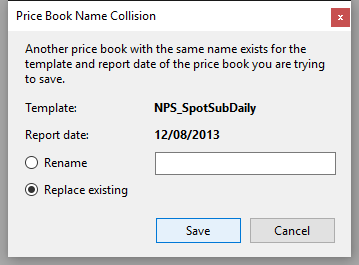 Price Book Name Collision
x
Another price book with the same name exists for the
template and report date of the price book you are trying
to save.
Template: NPS_SpotSubDaily
Report date: 12/08/2013
Rename
Replace existing
Save Cancel